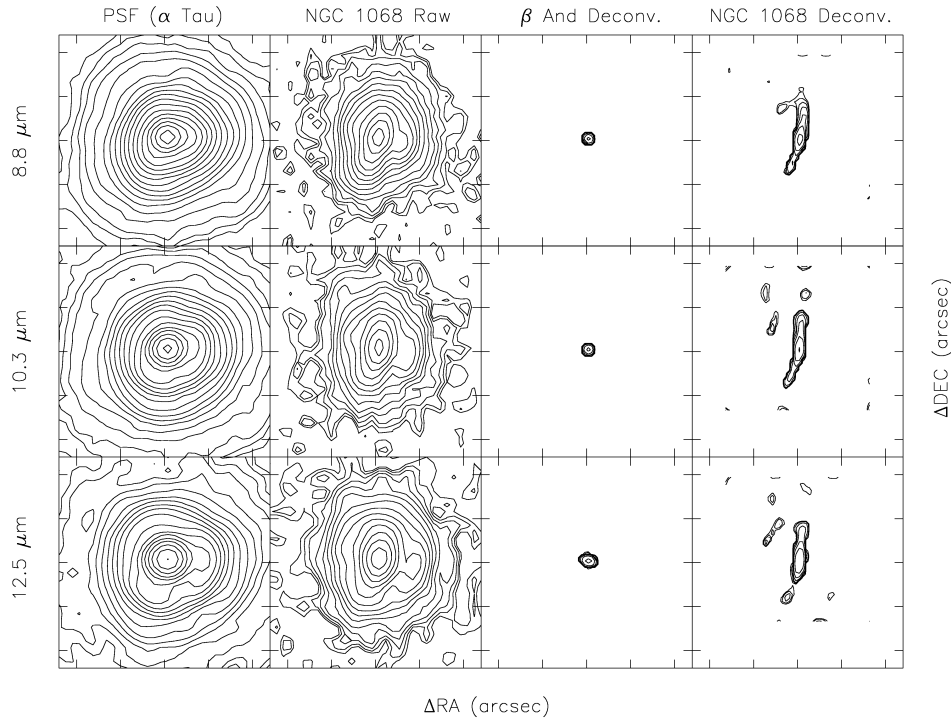 PSF (α Tau) NGC 1068 Raw β And Deconv. NGC 1068 Deconv.
8.8 μm
10.3 μm
12.5 μm
ΔDEC (arcsec)
ΔRA (arcsec)